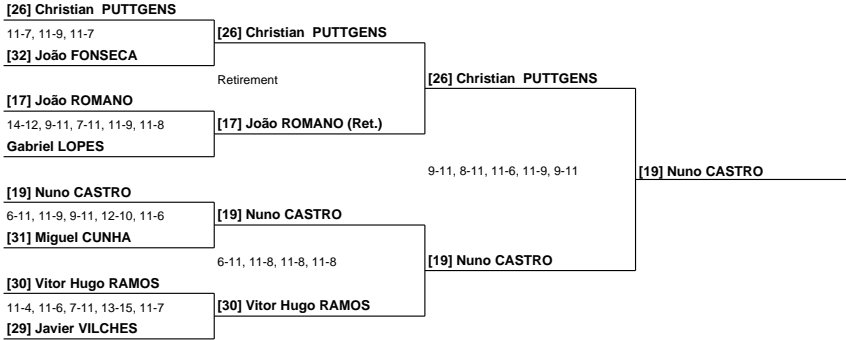 [26] Christian  PUTTGENS
11-7, 11-9, 11-7
[32] João FONSECA
[26] Christian  PUTTGENS
Retirement
[17] João ROMANO
14-12, 9-11, 7-11, 11-9, 11-8
Gabriel LOPES
[17] João ROMANO (Ret.)
[26] Christian  PUTTGENS
9-11, 8-11, 11-6, 11-9, 9-11
[19] Nuno CASTRO
[19] Nuno CASTRO
6-11, 11-9, 9-11, 12-10, 11-6
[31] Miguel CUNHA
[19] Nuno CASTRO
6-11, 11-8, 11-8, 11-8
[19] Nuno CASTRO
[30] Vitor Hugo RAMOS
11-4, 11-6, 7-11, 13-15, 11-7
[29] Javier VILCHES
[30] Vitor Hugo RAMOS